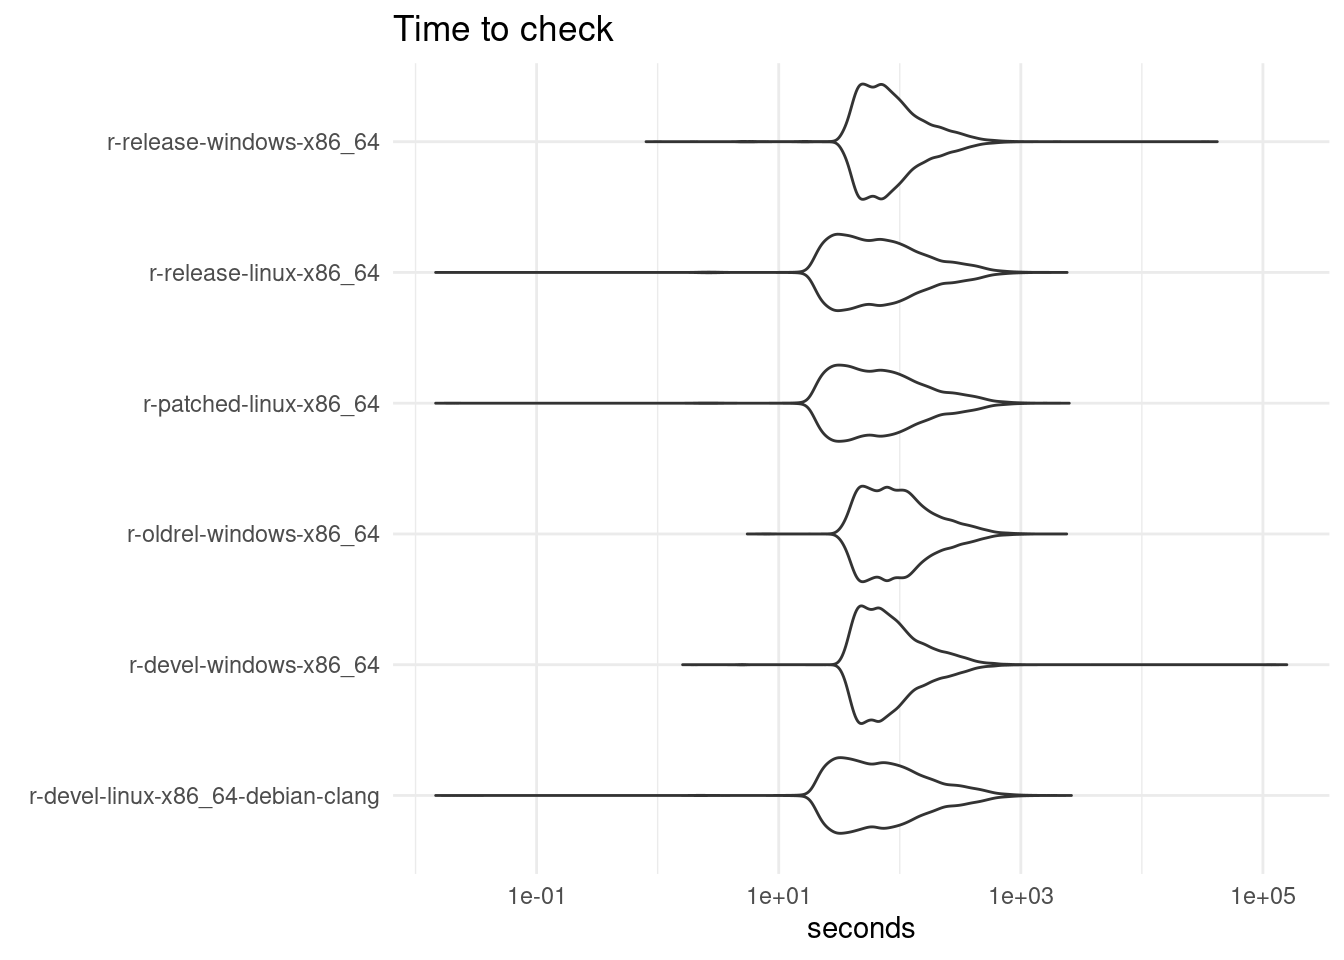 Time to check
r-release-windows-x86_64
r-release-linux-x86_64
r-patched-linux-x86_64
r-oldrel-windows-x86_64
r-devel-windows-x86_64
r-devel-linux-x86_64-debian-clang
1e-01 1e+01 1e+03 1e+05
seconds